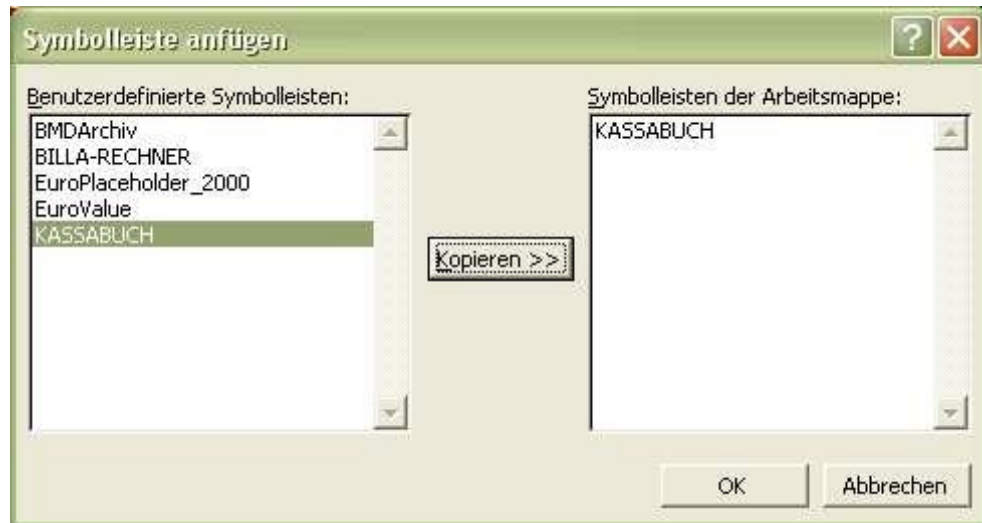 Symbolleiste anfügen
Benutzerdefinierte Symbolleisten:
BMDArchiv
BILLA-RECHNER
EuroPlaceholder_2000
EuroValue
KASSABUCH
Kopieren >>
Symbolleisten der Arbeitsmappe:
KASSABUCH
OK
Abbrechen